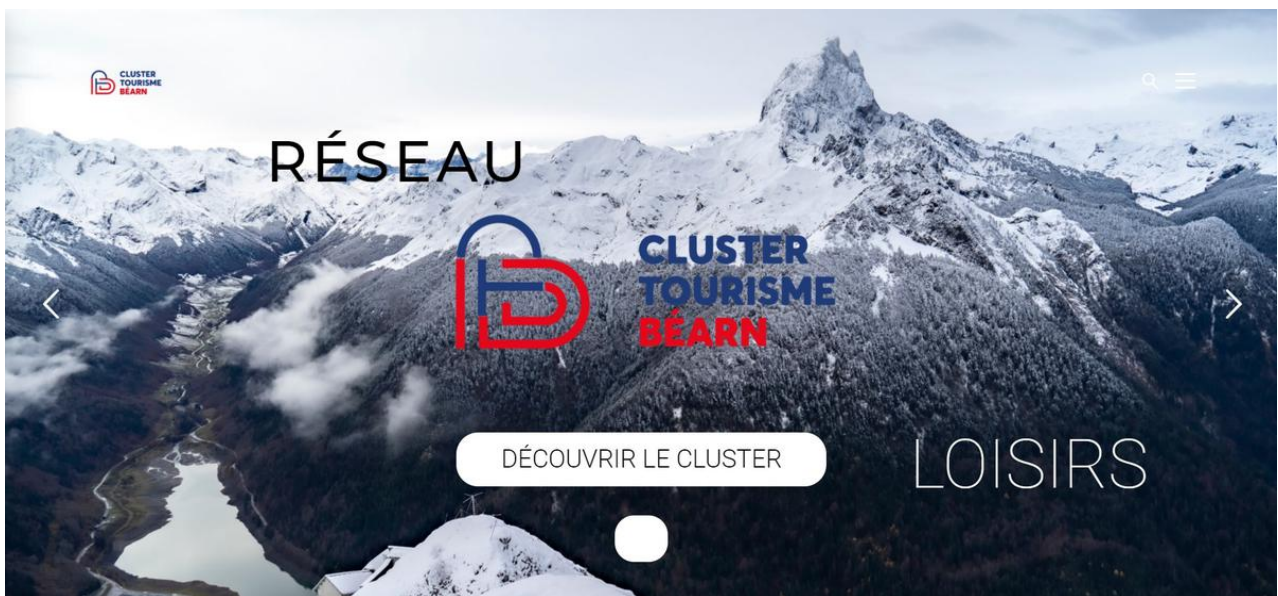 CLUSTER
TOURISME
BÉARN
RÉSEAU
CLUSTER
TOURISME
BÉARN
DÉCOUVRIR LE CLUSTER
LOISIRS